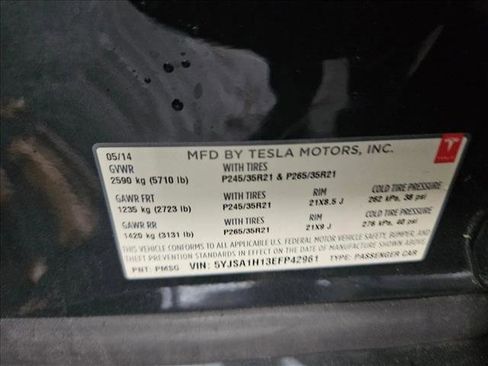 05/14 MFD BY TESLA MOTORS, INC.
GVWR WITH TIRES
2590 kg (5710 lb) P245/35R21 & P265/35R21
GAWR FRT WITH TIRES RIM COLD TIRE PRESSURE
1235 kg (2723 lb) P245/35R21 21X8.5 J 262 kPa, 38 psi
GAWR RR WITH TIRES RIM COLD TIRE PRESSURE
1420 kg (3131 lb) P265/35R21 21X9 J 276 kPa, 40 psi
THIS VEHICLE CONFORMS TO ALL APPLICABLE U.S. FEDERAL MOTOR VEHICLE SAFETY, BUMPER, AND
THEFT PREVENTION STANDARDS IN EFFECT ON THE DATE OF MANUFACTURE SHOWN ABOVE.
PNT: PMSG VIN: 5YJSA1H13EFP42961 TYPE: PASSENGER CAR